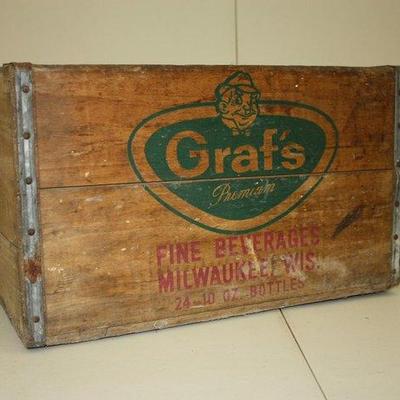 Graf's
Premium
FINE BEVERAGES
MILWAUKEE, WIS.
24-10 OZ. BOTTLES